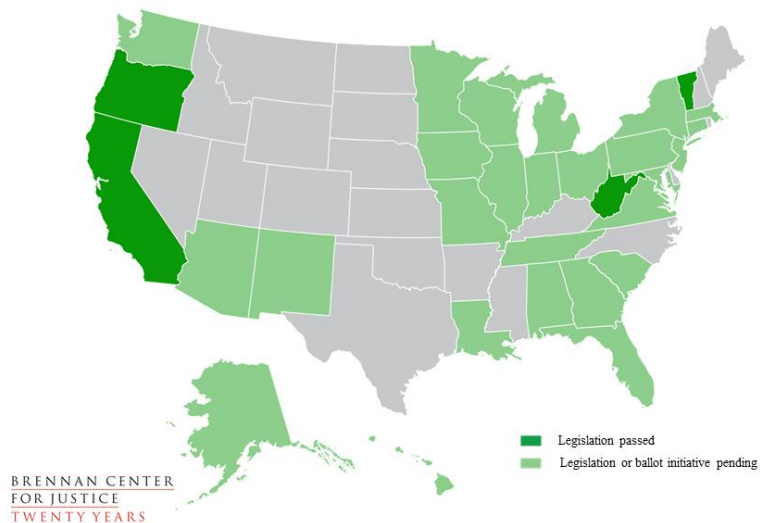 Legislation passed
Legislation or ballot initiative pending
BRENNAN CENTER
FOR JUSTICE
TWENTY YEARS